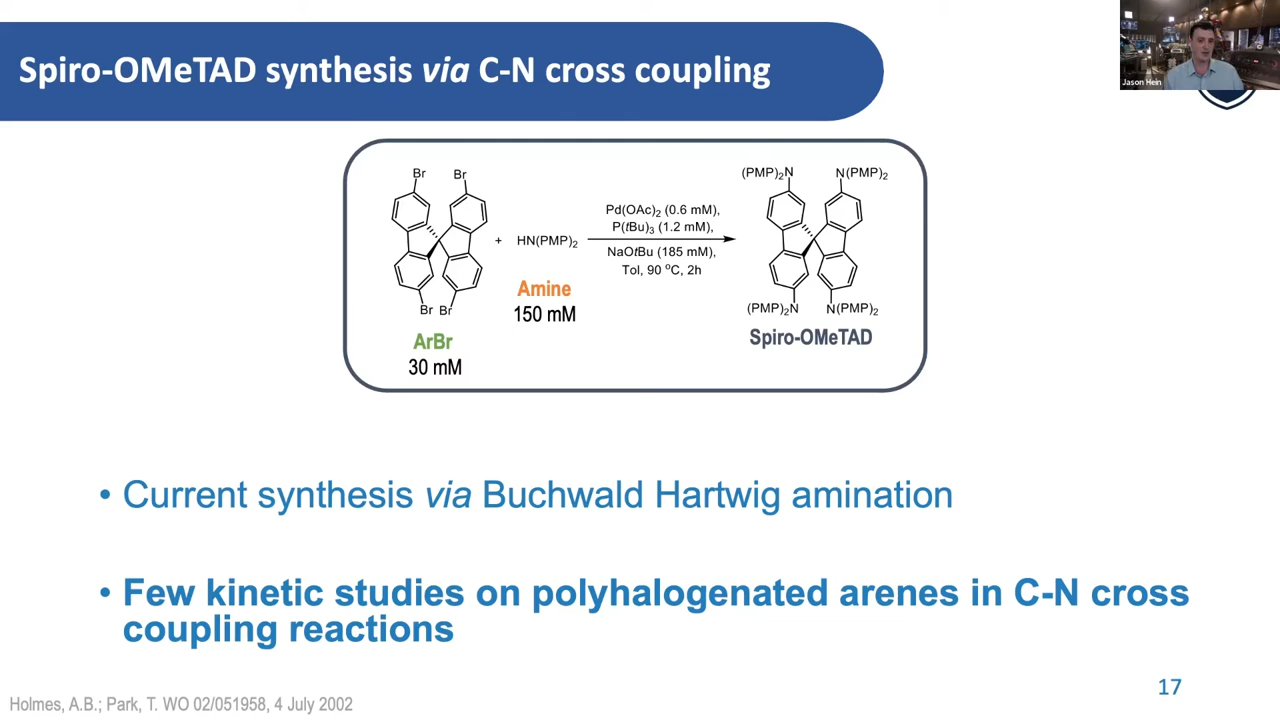 Spiro-OMeTAD synthesis via C-N cross coupling
Jason Hein
Br Br
Br Br
ArBr
30 mM
+
HN(PMP)₂
Amine
150 mM
Pd(OAc)₂ (0.6 mM),
P(tBu)₃ (1.2 mM),
NaOtBu (185 mM),
Tol, 90 °C, 2h
(PMP)₂N N(PMP)₂
(PMP)₂N N(PMP)₂
Spiro-OMeTAD
• Current synthesis via Buchwald Hartwig amination
• Few kinetic studies on polyhalogenated arenes in C-N cross
coupling reactions
17
Holmes, A.B.; Park, T. WO 02/051958, 4 July 2002